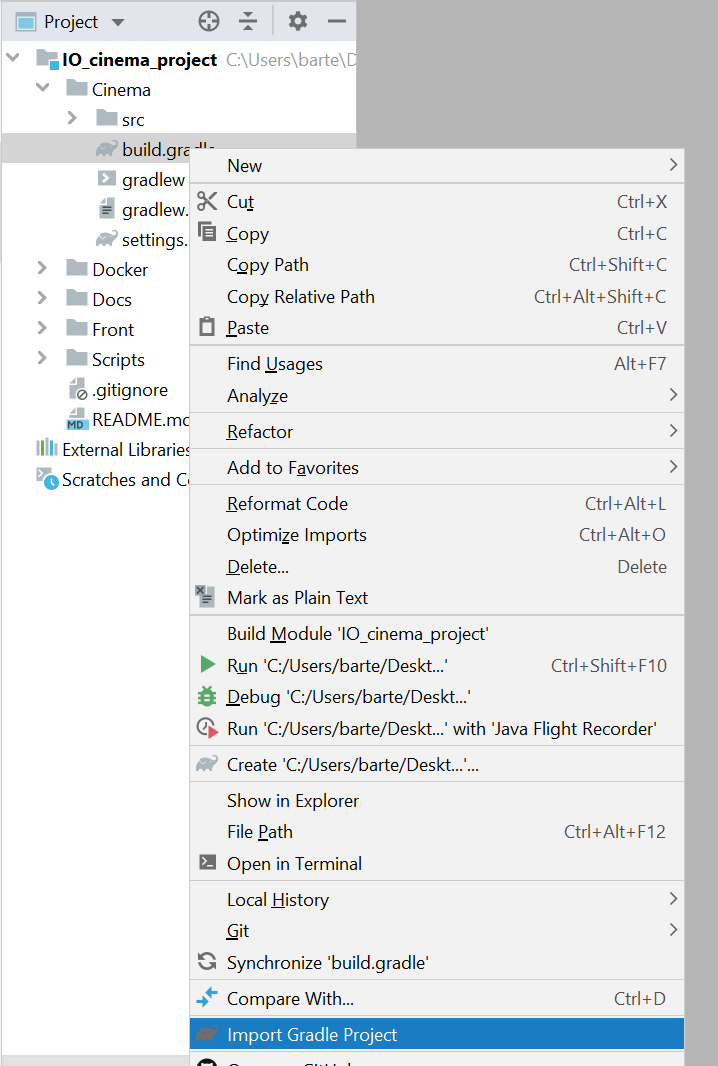 Project
IO_cinema_project C:\Users\barte\D
Cinema
src
build.gradle
gradlew
gradlew.
settings.
Docker
Docs
Front
Scripts
.gitignore
MD README.md
External Libraries
Scratches and Co
New
Cut Ctrl+X
Copy Ctrl+C
Copy Path Ctrl+Shift+C
Copy Relative Path Ctrl+Alt+Shift+C
Paste Ctrl+V
Find Usages Alt+F7
Analyze
Refactor
Add to Favorites
Reformat Code Ctrl+Alt+L
Optimize Imports Ctrl+Alt+O
Delete... Delete
Mark as Plain Text
Build Module 'IO_cinema_project'
Run 'C:/Users/barte/Deskt...' Ctrl+Shift+F10
Debug 'C:/Users/barte/Deskt...'
Run 'C:/Users/barte/Deskt...' with 'Java Flight Recorder'
Create 'C:/Users/barte/Deskt...'...
Show in Explorer
File Path Ctrl+Alt+F12
Open in Terminal
Local History
Git
Synchronize 'build.gradle'
Compare With... Ctrl+D
Import Gradle Project